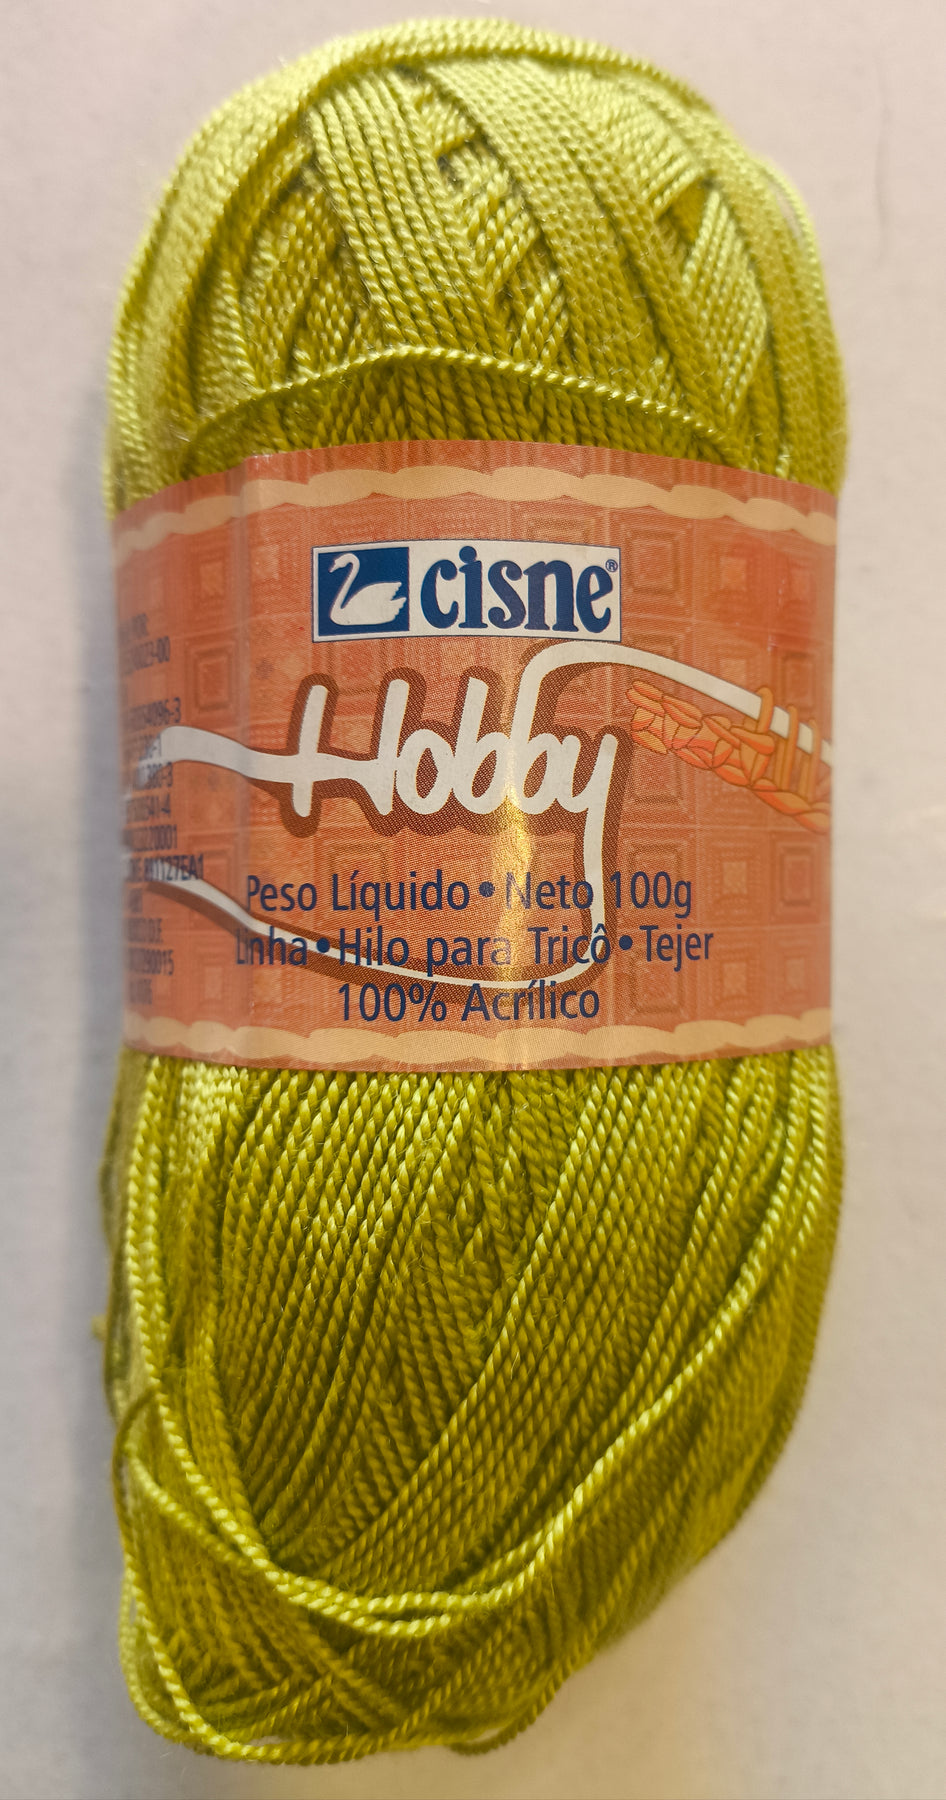 cisne®
Hobby
Peso Líquido • Neto 100g
Linha • Hilo para Tricô • Tejer
100% Acrílico